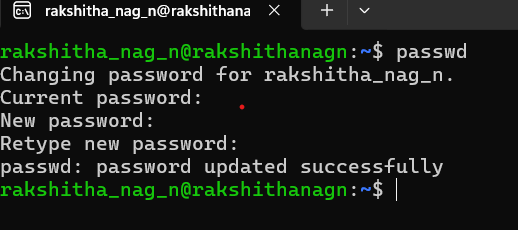 rakshitha_nag_n@rakshithana
rakshitha_nag_n@rakshithanagn:~$ passwd
Changing password for rakshitha_nag_n.
Current password:
New password:
Retype new password:
passwd: password updated successfully
rakshitha_nag_n@rakshithanagn:~$